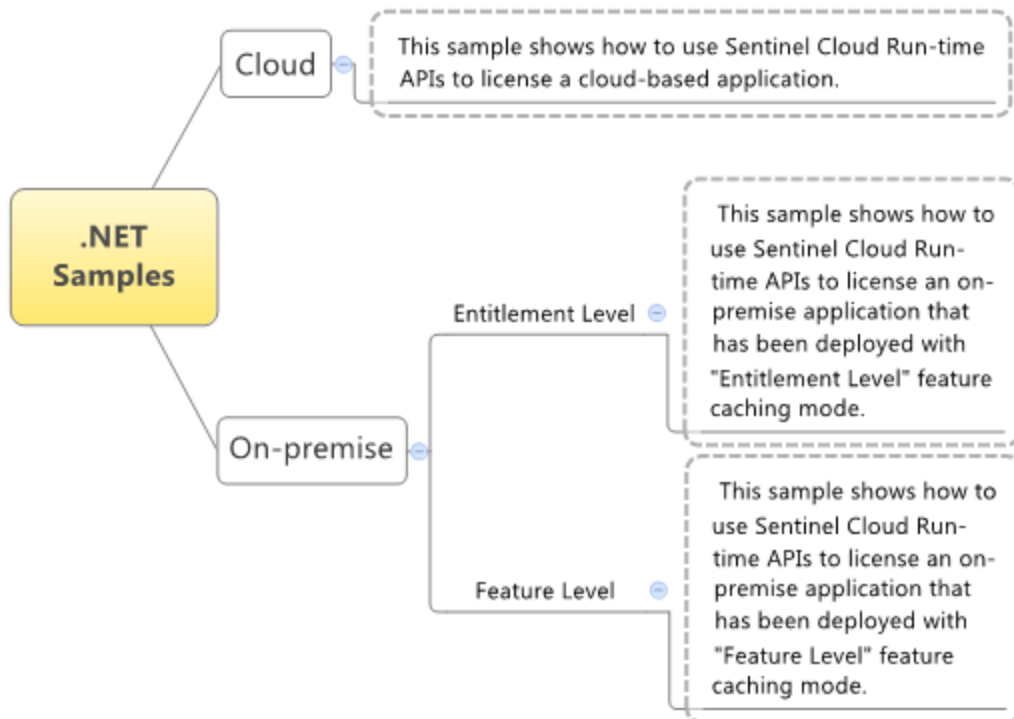 Cloud
This sample shows how to use Sentinel Cloud Run-time
APIs to license a cloud-based application.
.NET
Samples
Entitlement Level
This sample shows how to
use Sentinel Cloud Run-
time APIs to license an on-
premise application that
has been deployed with
"Entitlement Level" feature
caching mode.
On-premise
Feature Level
This sample shows how to
use Sentinel Cloud Run-
time APIs to license an on-
premise application that
has been deployed with
"Feature Level" feature
caching mode.